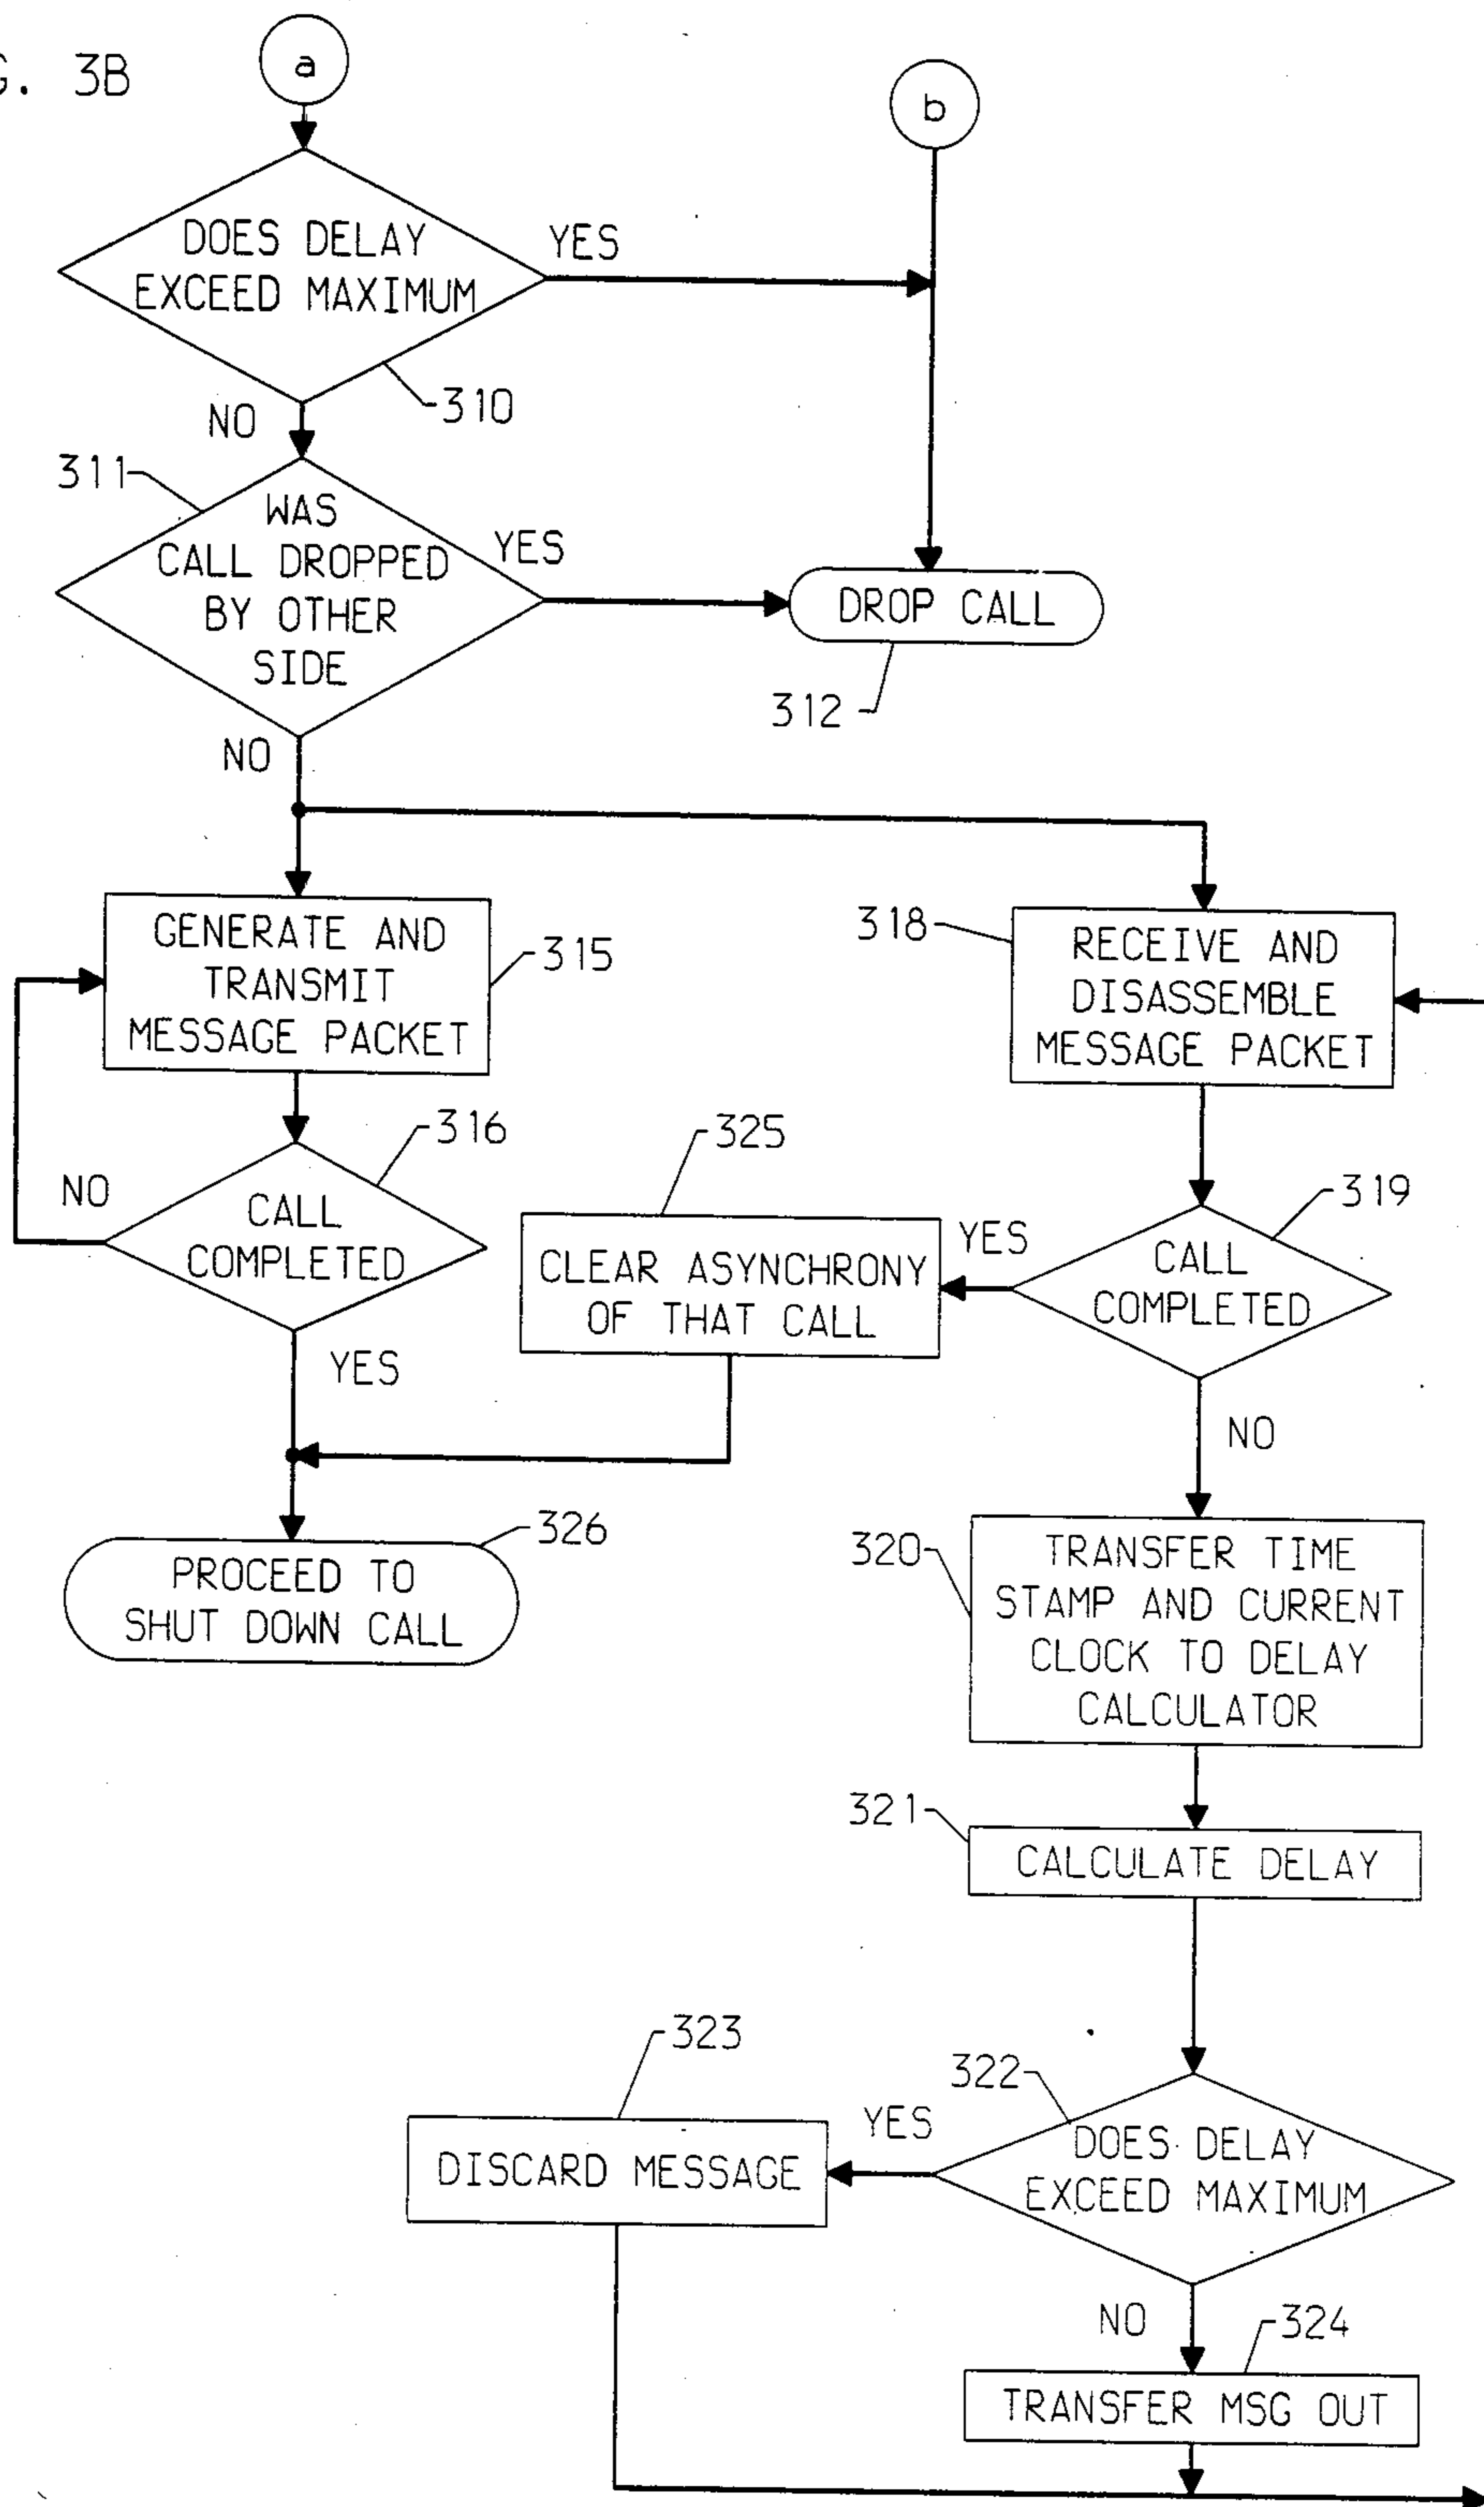 G. 3B
a
b
DOES DELAY
EXCEED MAXIMUM
YES
310
NO
311
WAS
CALL DROPPED
BY OTHER
SIDE
YES
DROP CALL
312
NO
GENERATE AND
TRANSMIT
MESSAGE PACKET
315
318
RECEIVE AND
DISASSEMBLE
MESSAGE PACKET
316
NO
CALL
COMPLETED
YES
325
CLEAR ASYNCHRONY
OF THAT CALL
YES
319
CALL
COMPLETED
NO
326
PROCEED TO
SHUT DOWN CALL
320
TRANSFER TIME
STAMP AND CURRENT
CLOCK TO DELAY
CALCULATOR
321
CALCULATE DELAY
323
DISCARD MESSAGE
YES
322
DOES DELAY
EXCEED MAXIMUM
NO
324
TRANSFER MSG OUT